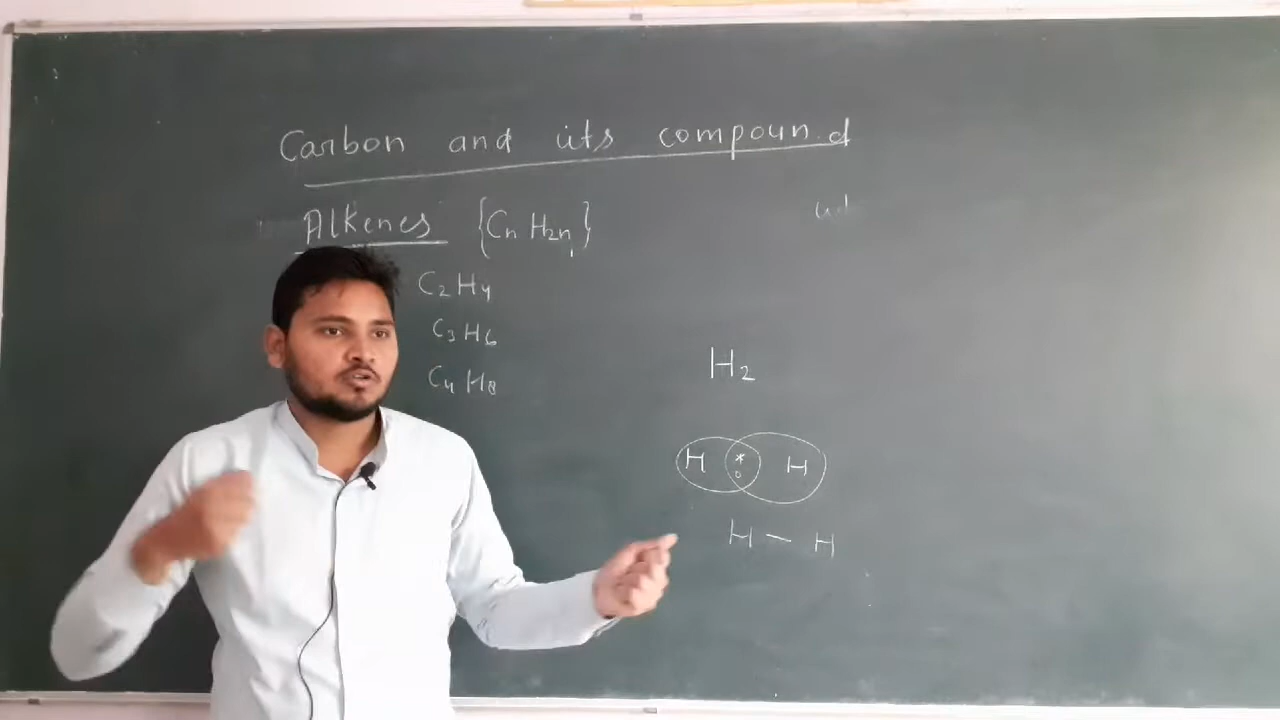 Carbon and its compound
Alkenes {CnH2n}
C2H4
C3H6
C4H8
H2
H * o H
H — H